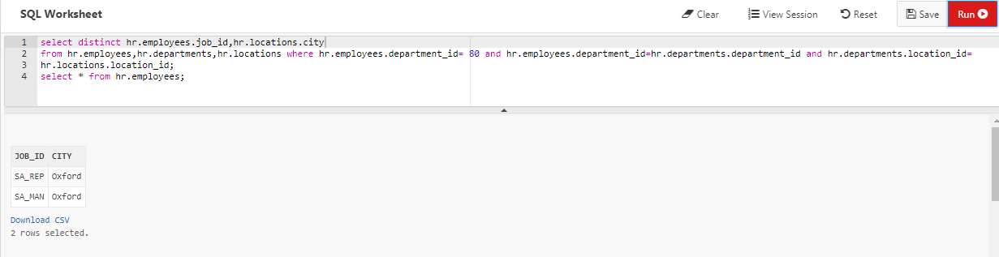 SQL Worksheet Clear View Session Reset Save Run
1 select distinct hr.employees.job_id,hr.locations.city
2 from hr.employees,hr.departments,hr.locations where hr.employees.department_id= 80 and hr.employees.department_id=hr.departments.department_id and hr.departments.location_id=
3 hr.locations.location_id;
4 select * from hr.employees;
JOB_ID CITY
SA_REP Oxford
SA_MAN Oxford
Download CSV
2 rows selected.